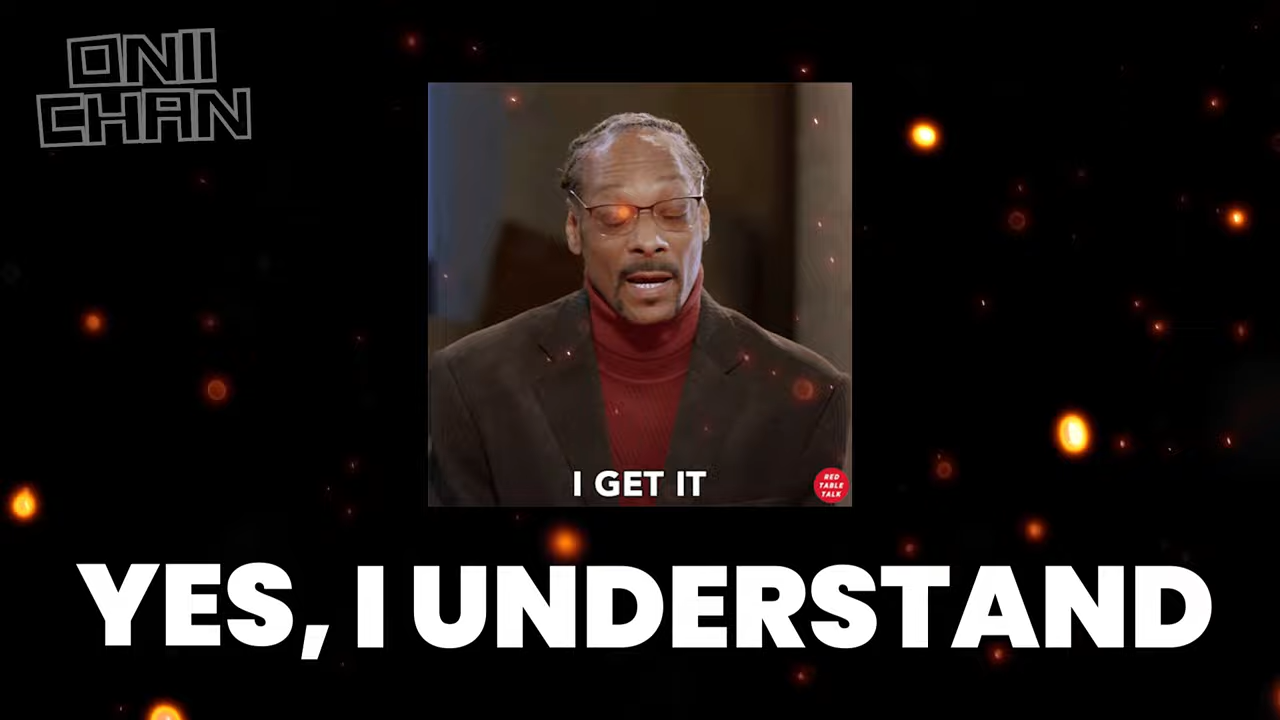 ONII
CHAN
I GET IT
RED
TABLE
TALK
YES, I UNDERSTAND